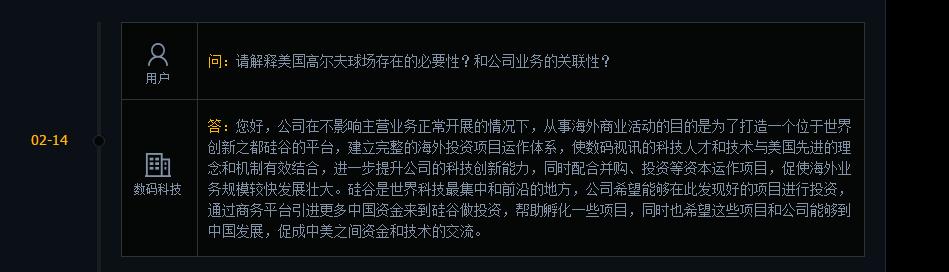 问：请解释美国高尔夫球场存在的必要性？和公司业务的关联性？
用户
02-14
答：您好，公司在不影响主营业务正常开展的情况下，从事海外商业活动的目的是为了打造一个位于世界
创新之都硅谷的平台，建立完整的海外投资项目运作体系，使数码视讯的科技人才和技术与美国先进的理
念和机制有效结合，进一步提升公司的科技创新能力，同时配合并购、投资等资本运作项目，促使海外业
务规模较快发展壮大。硅谷是世界科技最集中和前沿的地方，公司希望能够在此发现好的项目进行投资，
通过商务平台引进更多中国资金来到硅谷做投资，帮助孵化一些项目，同时也希望这些项目和公司能够到
中国发展，促成中美之间资金和技术的交流。
数码科技